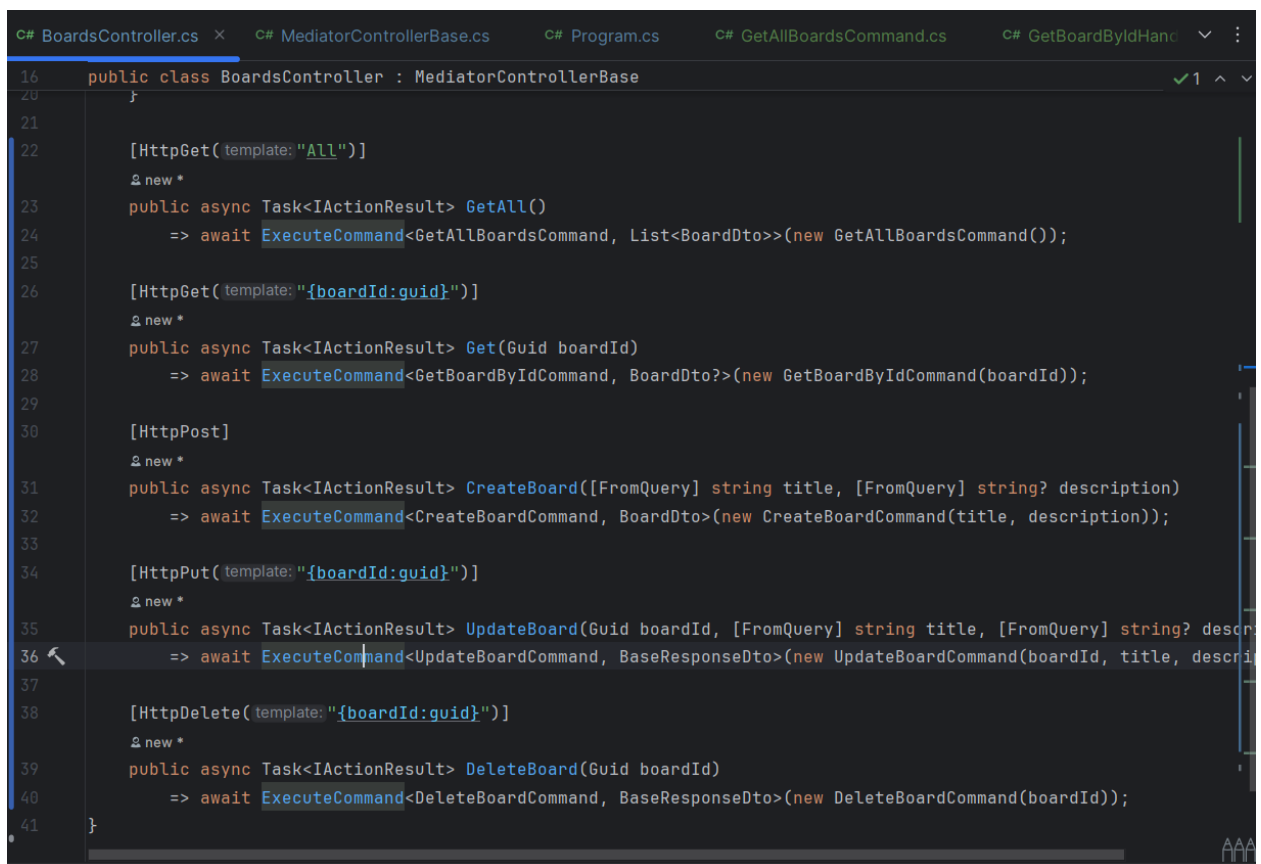 C# BoardsController.cs × C# MediatorControllerBase.cs C# Program.cs C# GetAllBoardsCommand.cs C# GetBoardByIdHand
16 public class BoardsController : MediatorControllerBase 1
20 }
21
22 [HttpGet( template: "All")]
new *
23 public async Task<IActionResult> GetAll()
24 => await ExecuteCommand<GetAllBoardsCommand, List<BoardDto>>(new GetAllBoardsCommand());
25
26 [HttpGet( template: "{boardId:guid}")]
new *
27 public async Task<IActionResult> Get(Guid boardId)
28 => await ExecuteCommand<GetBoardByIdCommand, BoardDto?>(new GetBoardByIdCommand(boardId));
29
30 [HttpPost]
new *
31 public async Task<IActionResult> CreateBoard([FromQuery] string title, [FromQuery] string? description)
32 => await ExecuteCommand<CreateBoardCommand, BoardDto>(new CreateBoardCommand(title, description));
33
34 [HttpPut( template: "{boardId:guid}")]
new *
35 public async Task<IActionResult> UpdateBoard(Guid boardId, [FromQuery] string title, [FromQuery] string? descr
36 => await ExecuteCommand<UpdateBoardCommand, BaseResponseDto>(new UpdateBoardCommand(boardId, title, descrip
37
38 [HttpDelete( template: "{boardId:guid}")]
new *
39 public async Task<IActionResult> DeleteBoard(Guid boardId)
40 => await ExecuteCommand<DeleteBoardCommand, BaseResponseDto>(new DeleteBoardCommand(boardId));
41 }